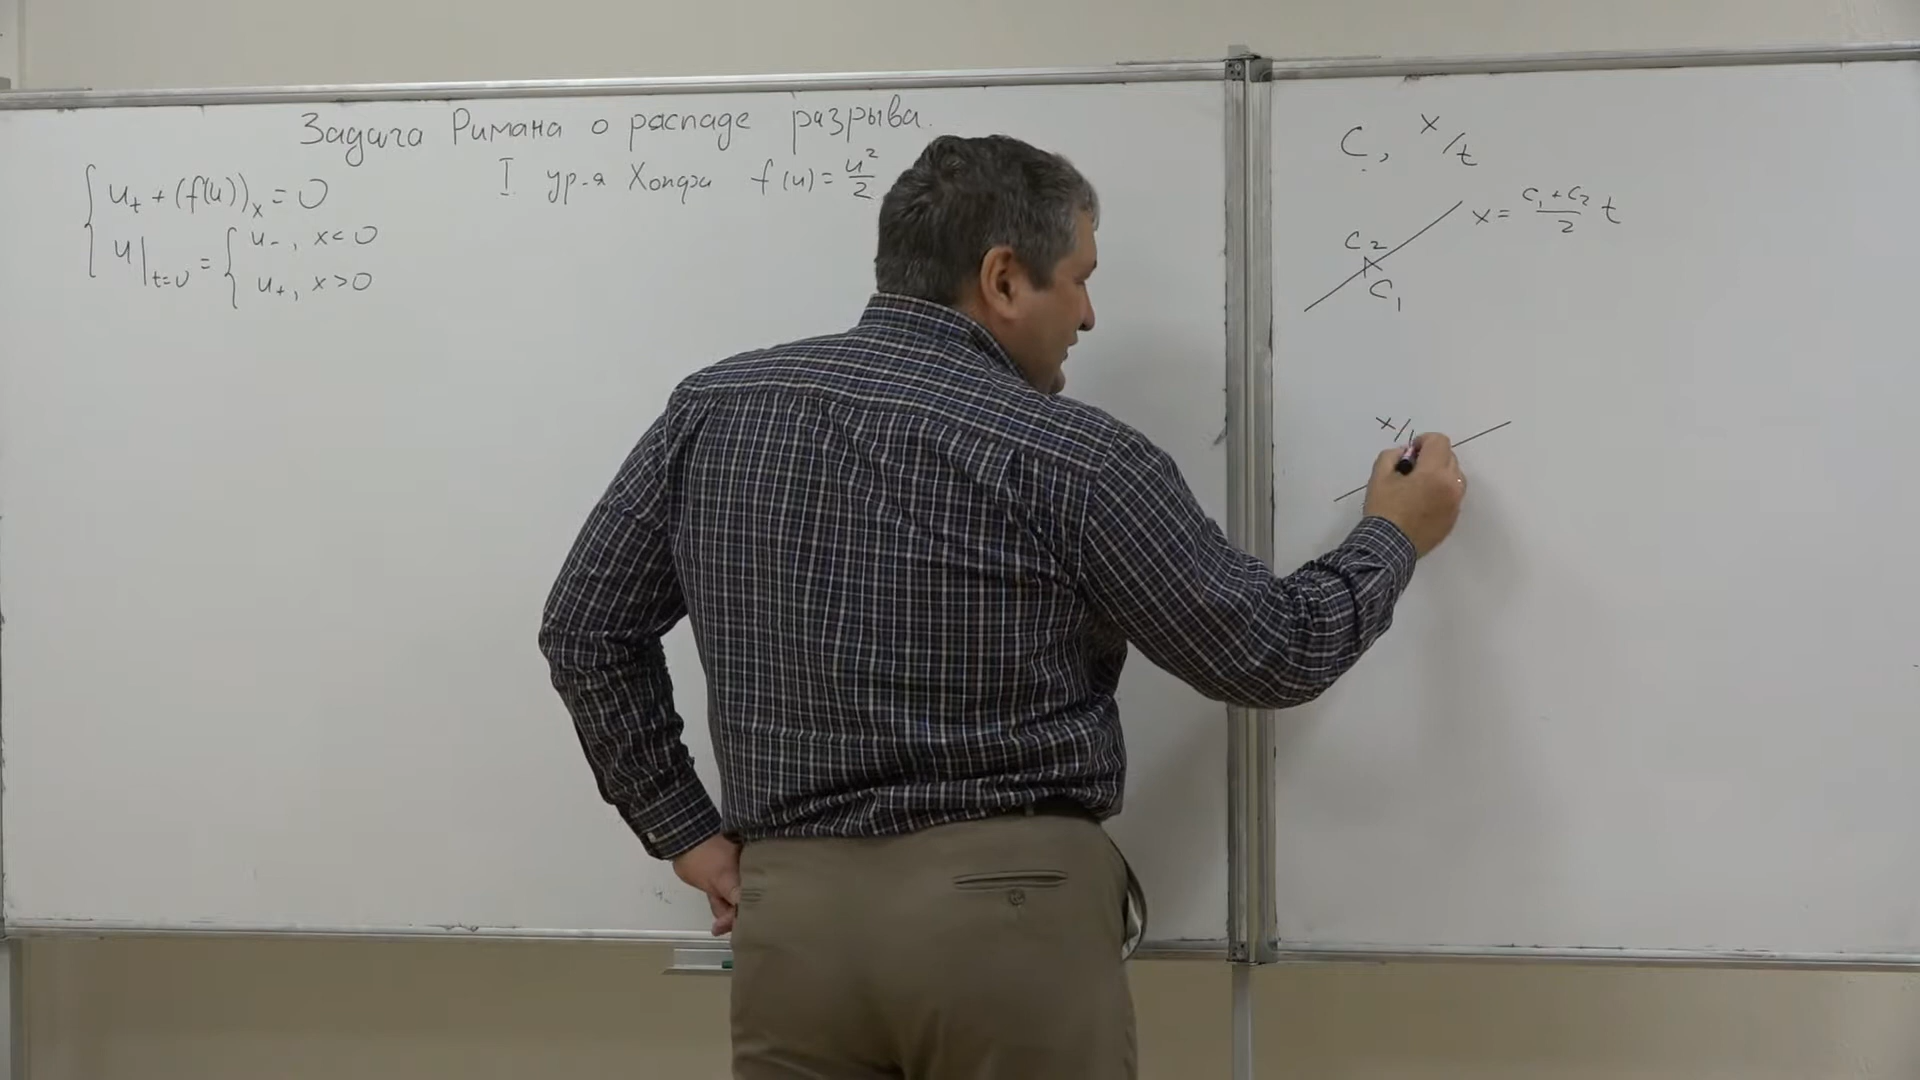 Задача Римана о распаде разрыва.
I ур-я Хопфа f(u) = u²/2
u_t + (f(u))_x = 0
u|_{t=0} = { u_-, x<0
u_+, x>0
C, x/t
x = (c₁+c₂)/2 t
C₂
C₁
x/